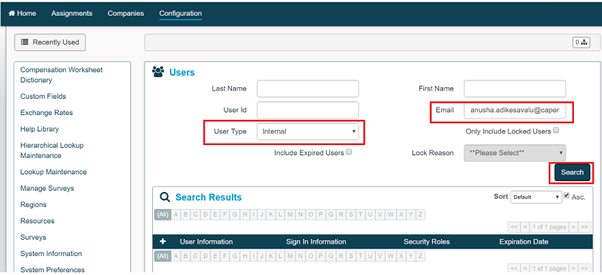 Home Assignments Companies Configuration
Recently Used
0
Compensation Worksheet
Dictionary
Custom Fields
Exchange Rates
Help Library
Hierarchical Lookup
Maintenance
Lookup Maintenance
Manage Surveys
Regions
Resources
Surveys
System Information
System Preferences
Users
Last Name
First Name
User Id
Email anusha.adikesavalu@caper
User Type Internal
Only Include Locked Users
Include Expired Users
Lock Reason **Please Select**
Search
Search Results
Sort Default Asc.
(All) A B C D E F G H I J K L M N O P Q R S T U V W X Y Z
<< < 1 of 1 pages > >>
+ User Information Sign In Information Security Roles Expiration Date
(All) A B C D E F G H I J K L M N O P Q R S T U V W X Y Z
<< < 1 of 1 pages > >>